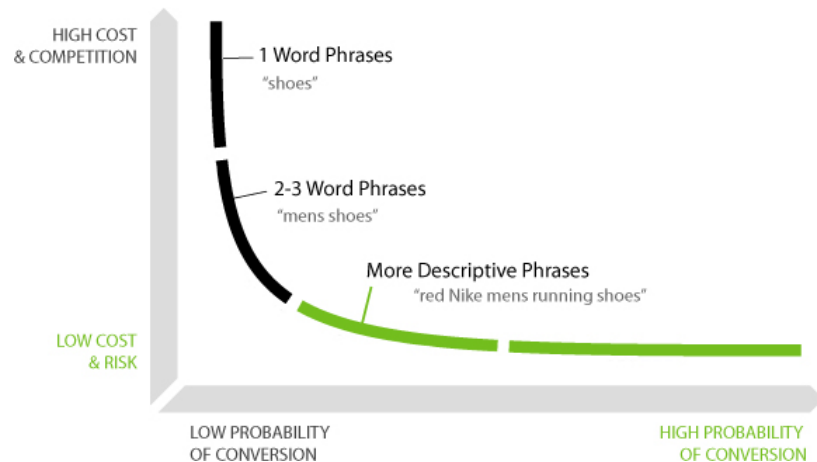 HIGH COST
& COMPETITION
1 Word Phrases
“shoes”
2-3 Word Phrases
“mens shoes”
More Descriptive Phrases
“red Nike mens running shoes”
LOW COST
& RISK
LOW PROBABILITY
OF CONVERSION
HIGH PROBABILITY
OF CONVERSION